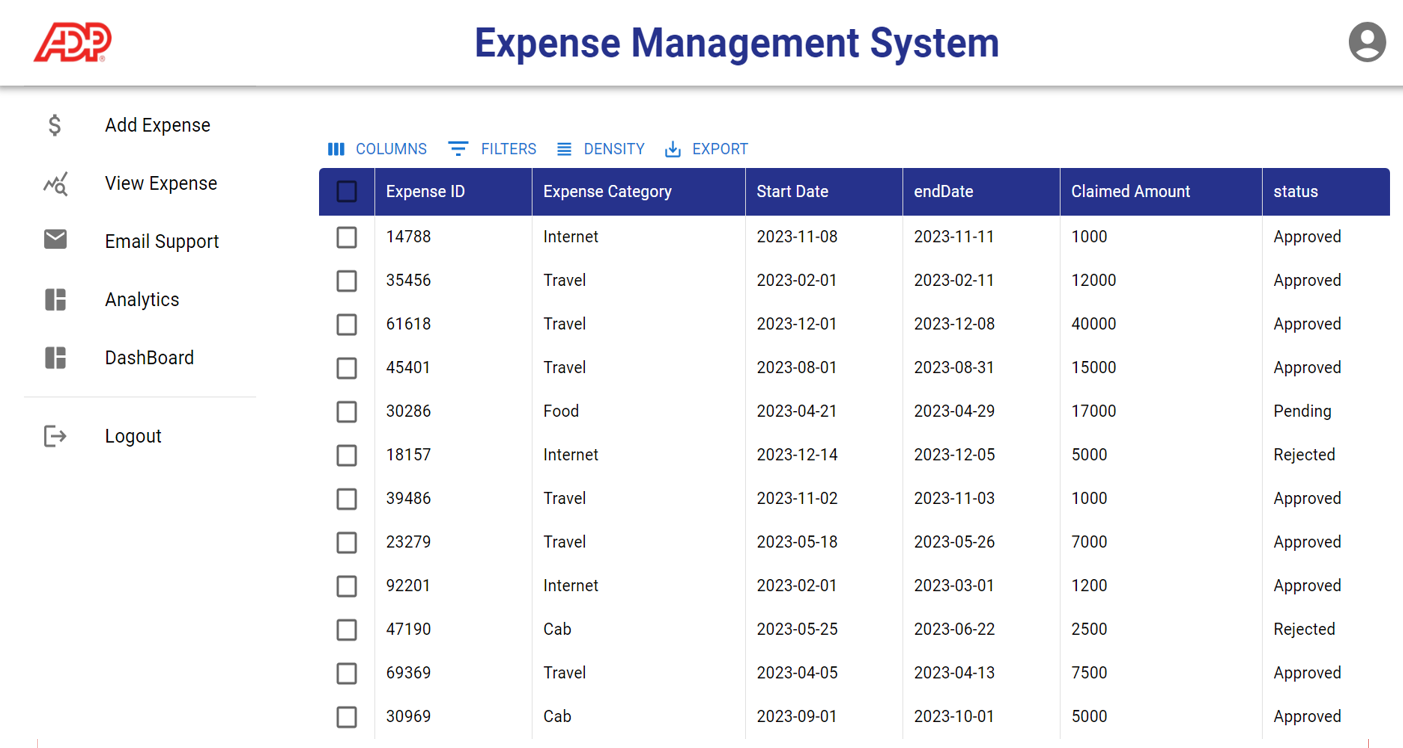 ADP
Expense Management System
Add Expense
View Expense
Email Support
Analytics
DashBoard
Logout
COLUMNS FILTERS DENSITY EXPORT
Expense ID Expense Category Start Date endDate Claimed Amount status
14788 Internet 2023-11-08 2023-11-11 1000 Approved
35456 Travel 2023-02-01 2023-02-11 12000 Approved
61618 Travel 2023-12-01 2023-12-08 40000 Approved
45401 Travel 2023-08-01 2023-08-31 15000 Approved
30286 Food 2023-04-21 2023-04-29 17000 Pending
18157 Internet 2023-12-14 2023-12-05 5000 Rejected
39486 Travel 2023-11-02 2023-11-03 1000 Approved
23279 Travel 2023-05-18 2023-05-26 7000 Approved
92201 Internet 2023-02-01 2023-03-01 1200 Approved
47190 Cab 2023-05-25 2023-06-22 2500 Rejected
69369 Travel 2023-04-05 2023-04-13 7500 Approved
30969 Cab 2023-09-01 2023-10-01 5000 Approved